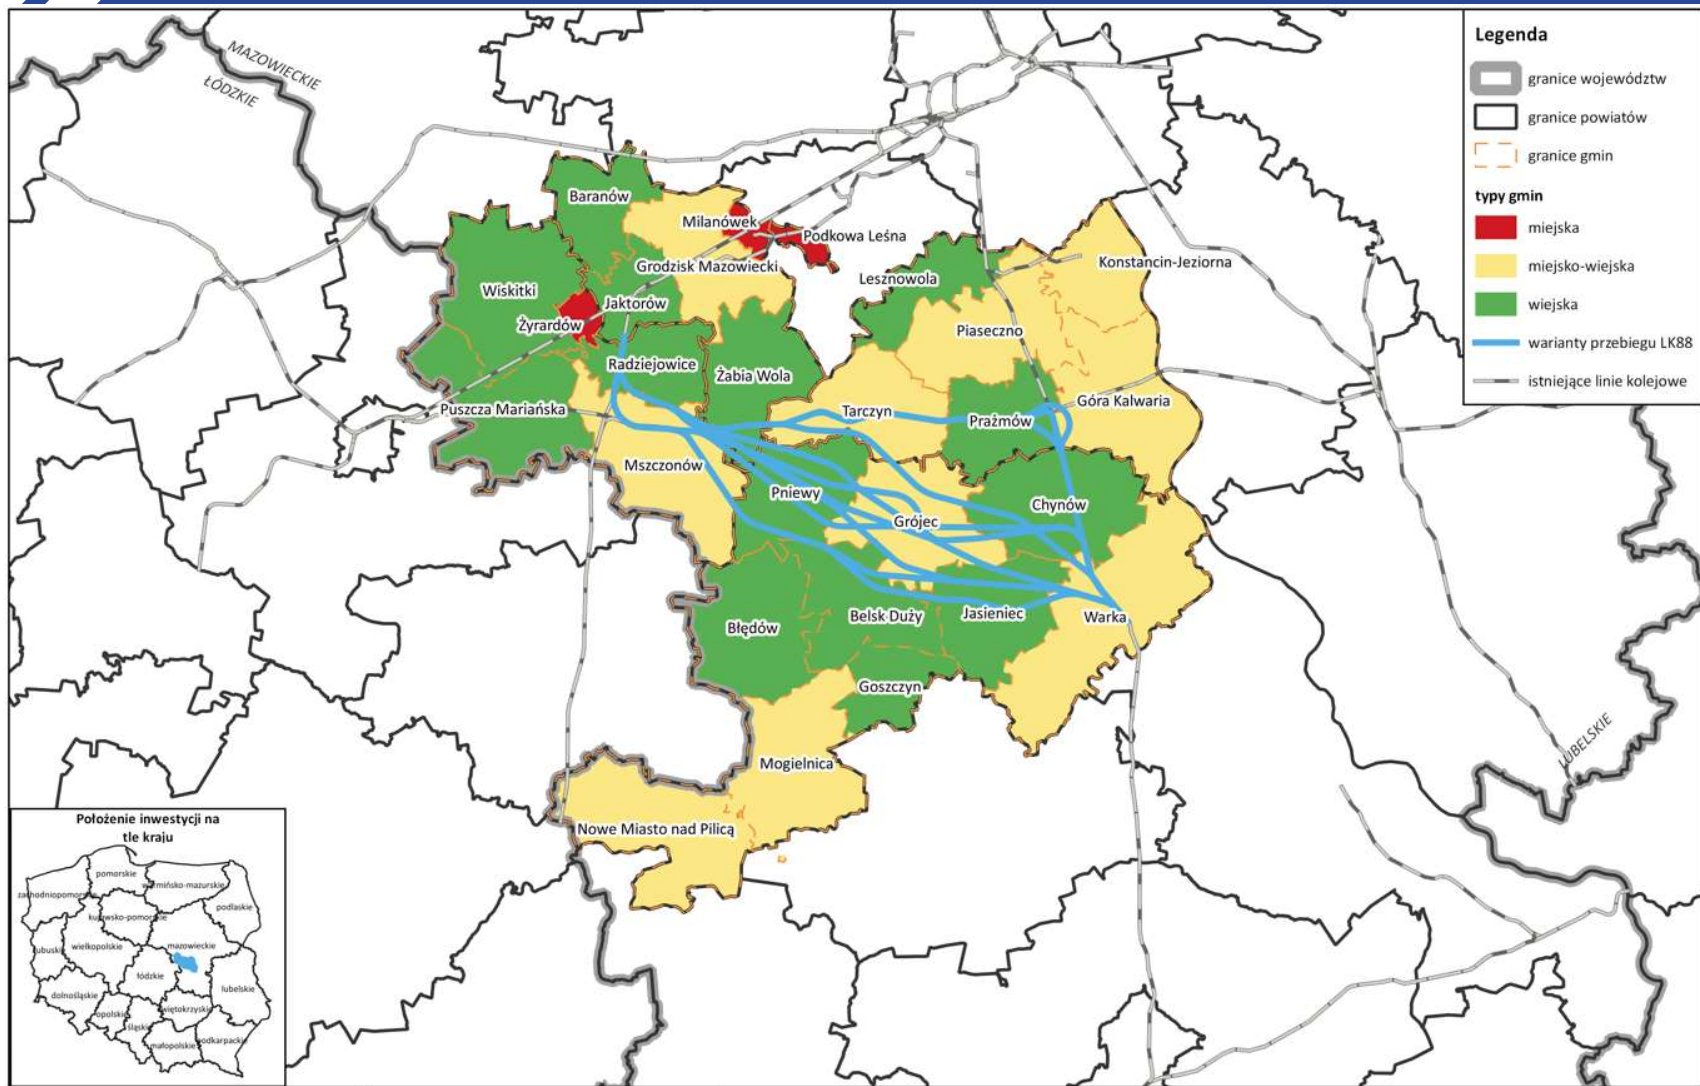 MAZOWIECKIE
ŁÓDZKIE
Baranów
Milanówek
Podkowa Leśna
Grodzisk Mazowiecki
Lesznowola
Konstancin-Jeziorna
Wiskitki
Jaktorów
Żyrardów
Piaseczno
Radziejowice
Żabia Wola
Puszcza Mariańska
Tarczyn
Prażmów
Góra Kalwaria
Mszczonów
Pniewy
Grójec
Chynów
Błędów
Belsk Duży
Jasieniec
Warka
Goszczyn
Mogielnica
Nowe Miasto nad Pilicą
LUBELSKIE
Legenda
granice województw
granice powiatów
granice gmin
typy gmin
miejska
miejsko-wiejska
wiejska
warianty przebiegu LK88
istniejące linie kolejowe
Położenie inwestycji na
tle kraju
pomorskie
zachodniopomorskie
warmińsko-mazurskie
podlaskie
kujawsko-pomorskie
mazowieckie
wielkopolskie
lubuskie
łódzkie
lubelskie
dolnośląskie
opolskie
śląskie
świętokrzyskie
małopolskie
podkarpackie